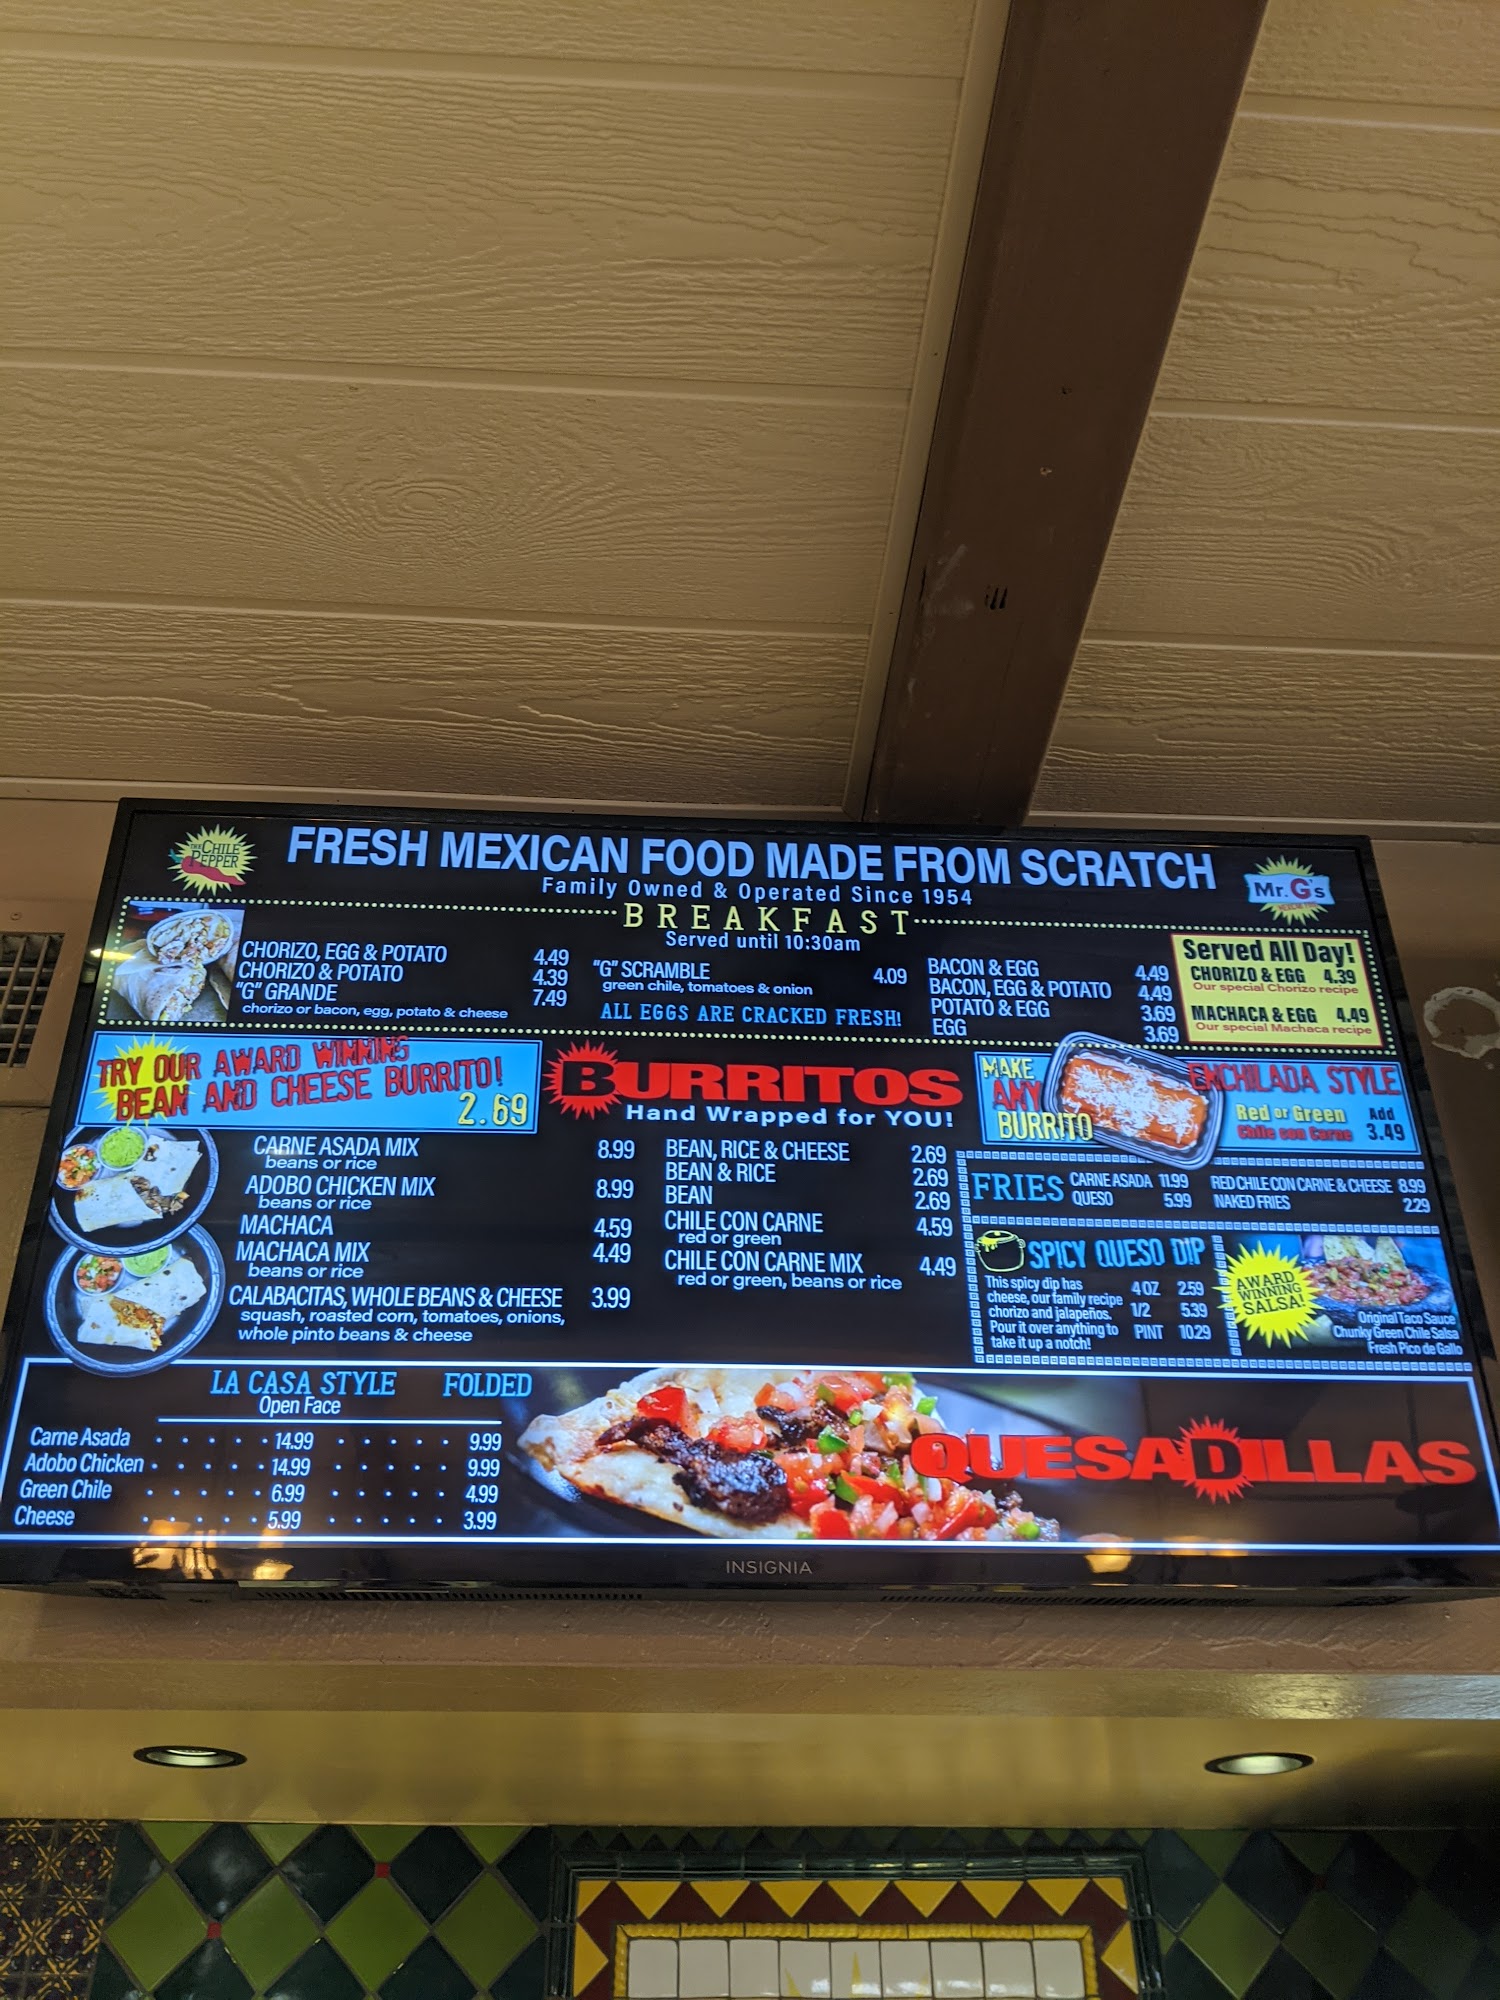 CHILE
PEPPER
FRESH MEXICAN FOOD MADE FROM SCRATCH
Family Owned & Operated Since 1954
Mr. G's
BREAKFAST
Served until 10:30am
CHORIZO, EGG & POTATO 4.49
CHORIZO & POTATO 4.39
"G" GRANDE 7.49
chorizo or bacon, egg, potato & cheese
"G" SCRAMBLE 4.09
green chile, tomatoes & onion
ALL EGGS ARE CRACKED FRESH!
BACON & EGG 4.49
BACON, EGG & POTATO 4.49
POTATO & EGG 3.69
EGG 3.69
Served All Day!
CHORIZO & EGG 4.39
Our special Chorizo recipe
MACHACA & EGG 4.49
Our special Machaca recipe
TRY OUR AWARD WINNING
BEAN AND CHEESE BURRITO!
2.69
BURRITOS
Hand Wrapped for YOU!
MAKE
ANY
BURRITO
ENCHILADA STYLE
Red or Green
Chile con Carne
Add
3.49
CARNE ASADA MIX 8.99
beans or rice
ADOBO CHICKEN MIX 8.99
beans or rice
MACHACA 4.59
MACHACA MIX 4.49
beans or rice
CALABACITAS, WHOLE BEANS & CHEESE 3.99
squash, roasted corn, tomatoes, onions,
whole pinto beans & cheese
BEAN, RICE & CHEESE 2.69
BEAN & RICE 2.69
BEAN 2.69
CHILE CON CARNE 4.59
red or green
CHILE CON CARNE MIX 4.49
red or green, beans or rice
FRIES
CARNE ASADA 11.99
QUESO 5.99
RED CHILE CON CARNE & CHEESE 8.99
NAKED FRIES 2.29
SPICY QUESO DIP
This spicy dip has
cheese, our family recipe
chorizo and jalapeños.
Pour it over anything to
take it up a notch!
4 OZ 2.59
1/2 5.39
PINT 10.29
AWARD
WINNING
SALSA!
Original Taco Sauce
Chunky Green Chile Salsa
Fresh Pico de Gallo
LA CASA STYLE FOLDED
Open Face
Carne Asada . . . . . 14.99 . . . . . 9.99
Adobo Chicken . . . . . 14.99 . . . . . 9.99
Green Chile . . . . . 6.99 . . . . . 4.99
Cheese . . . . . 5.99 . . . . . 3.99
QUESADILLAS
INSIGNIA